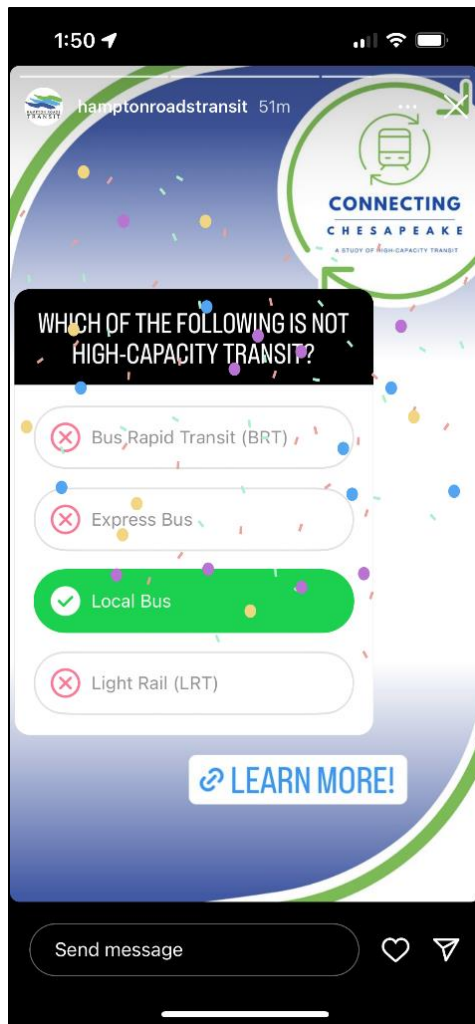 1:50
hamptonroadstransit 51m
CONNECTING
CHESAPEAKE
A STUDY OF HIGH-CAPACITY TRANSIT
WHICH OF THE FOLLOWING IS NOT
HIGH-CAPACITY TRANSIT?
Bus Rapid Transit (BRT)
Express Bus
Local Bus
Light Rail (LRT)
LEARN MORE!
Send message